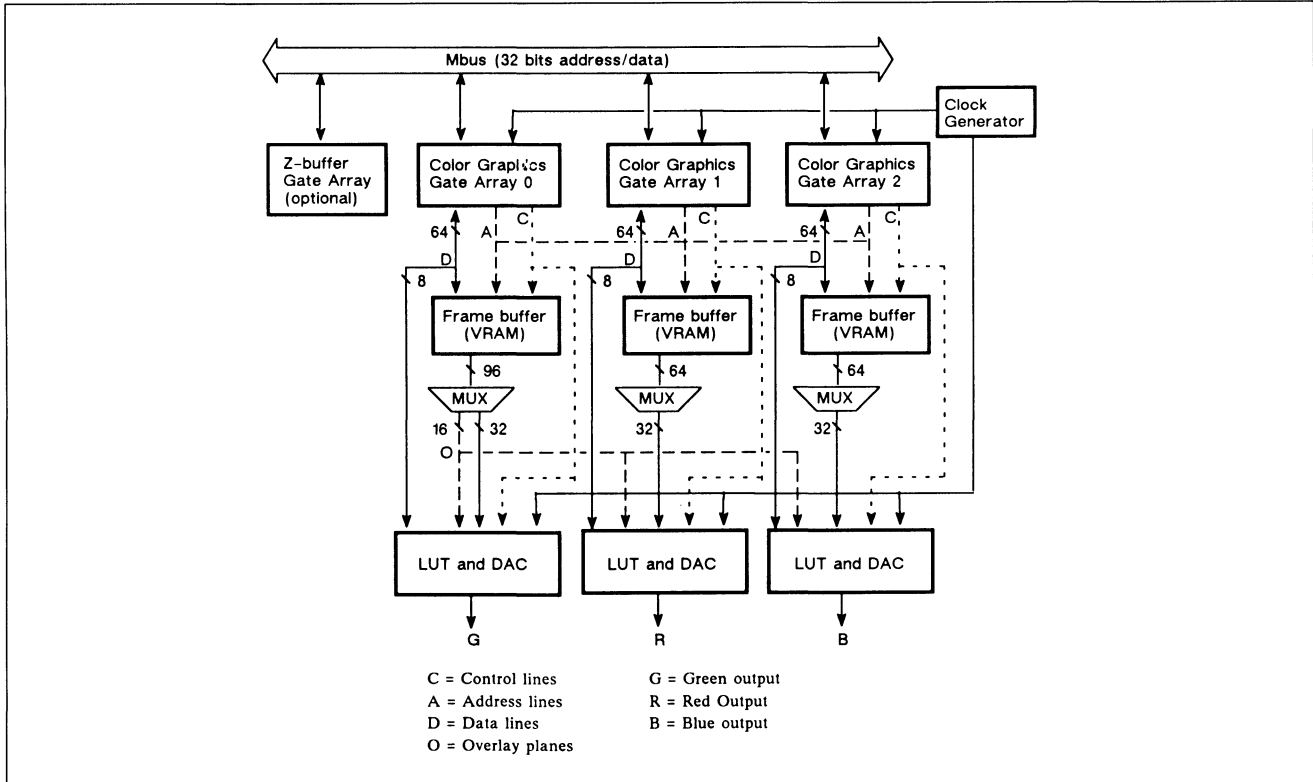 Mbus (32 bits address/data)
Clock
Generator
Z-buffer
Gate Array
(optional)
Color Graphics
Gate Array 0
Color Graphics
Gate Array 1
Color Graphics
Gate Array 2
C
C
C
64
A
64
A
64
A
D
D
D
8
8
8
Frame buffer
(VRAM)
Frame buffer
(VRAM)
Frame buffer
(VRAM)
96
64
64
MUX
MUX
MUX
16
32
32
32
O
LUT and DAC
LUT and DAC
LUT and DAC
G
R
B
C = Control lines
A = Address lines
D = Data lines
O = Overlay planes
G = Green output
R = Red Output
B = Blue output